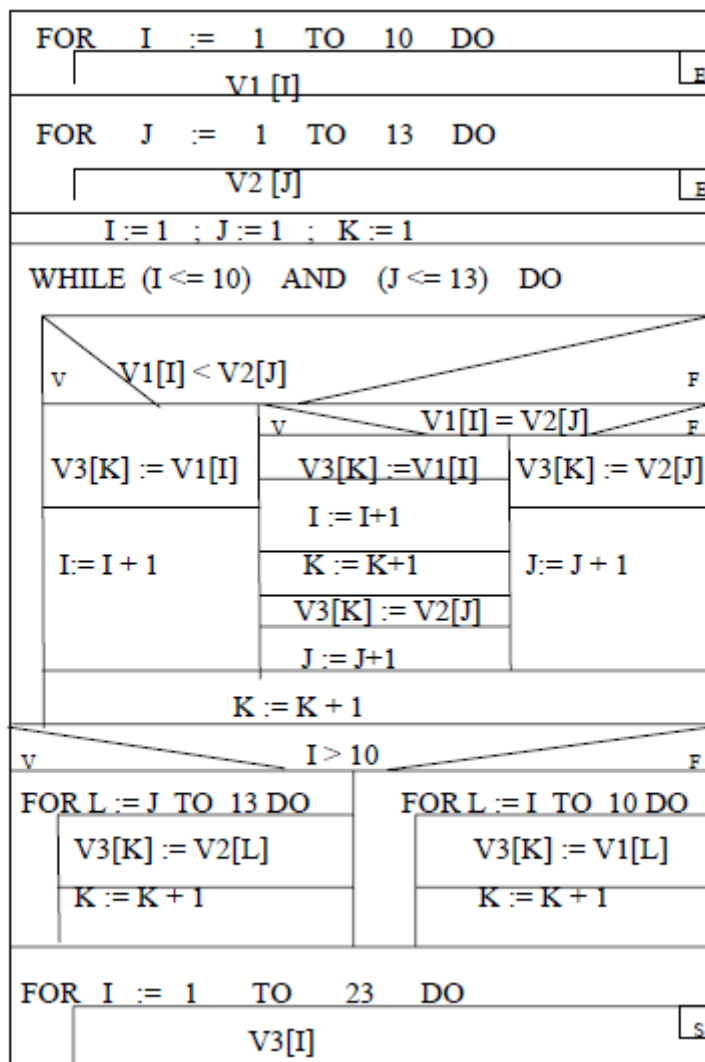 FOR I := 1 TO 10 DO
V1 [I] E
FOR J := 1 TO 13 DO
V2 [J] E
I := 1 ; J := 1 ; K := 1
WHILE (I <= 10) AND (J <= 13) DO
V V1[I] < V2[J] F
V V1[I] = V2[J] F
V3[K] := V1[I] V3[K] :=V1[I] V3[K] := V2[J]
I := I+1
I:= I + 1 K := K+1 J:= J + 1
V3[K] := V2[J]
J := J+1
K := K + 1
V I > 10 F
FOR L := J TO 13 DO FOR L := I TO 10 DO
V3[K] := V2[L] V3[K] := V1[L]
K := K + 1 K := K + 1
FOR I := 1 TO 23 DO
V3[I] S